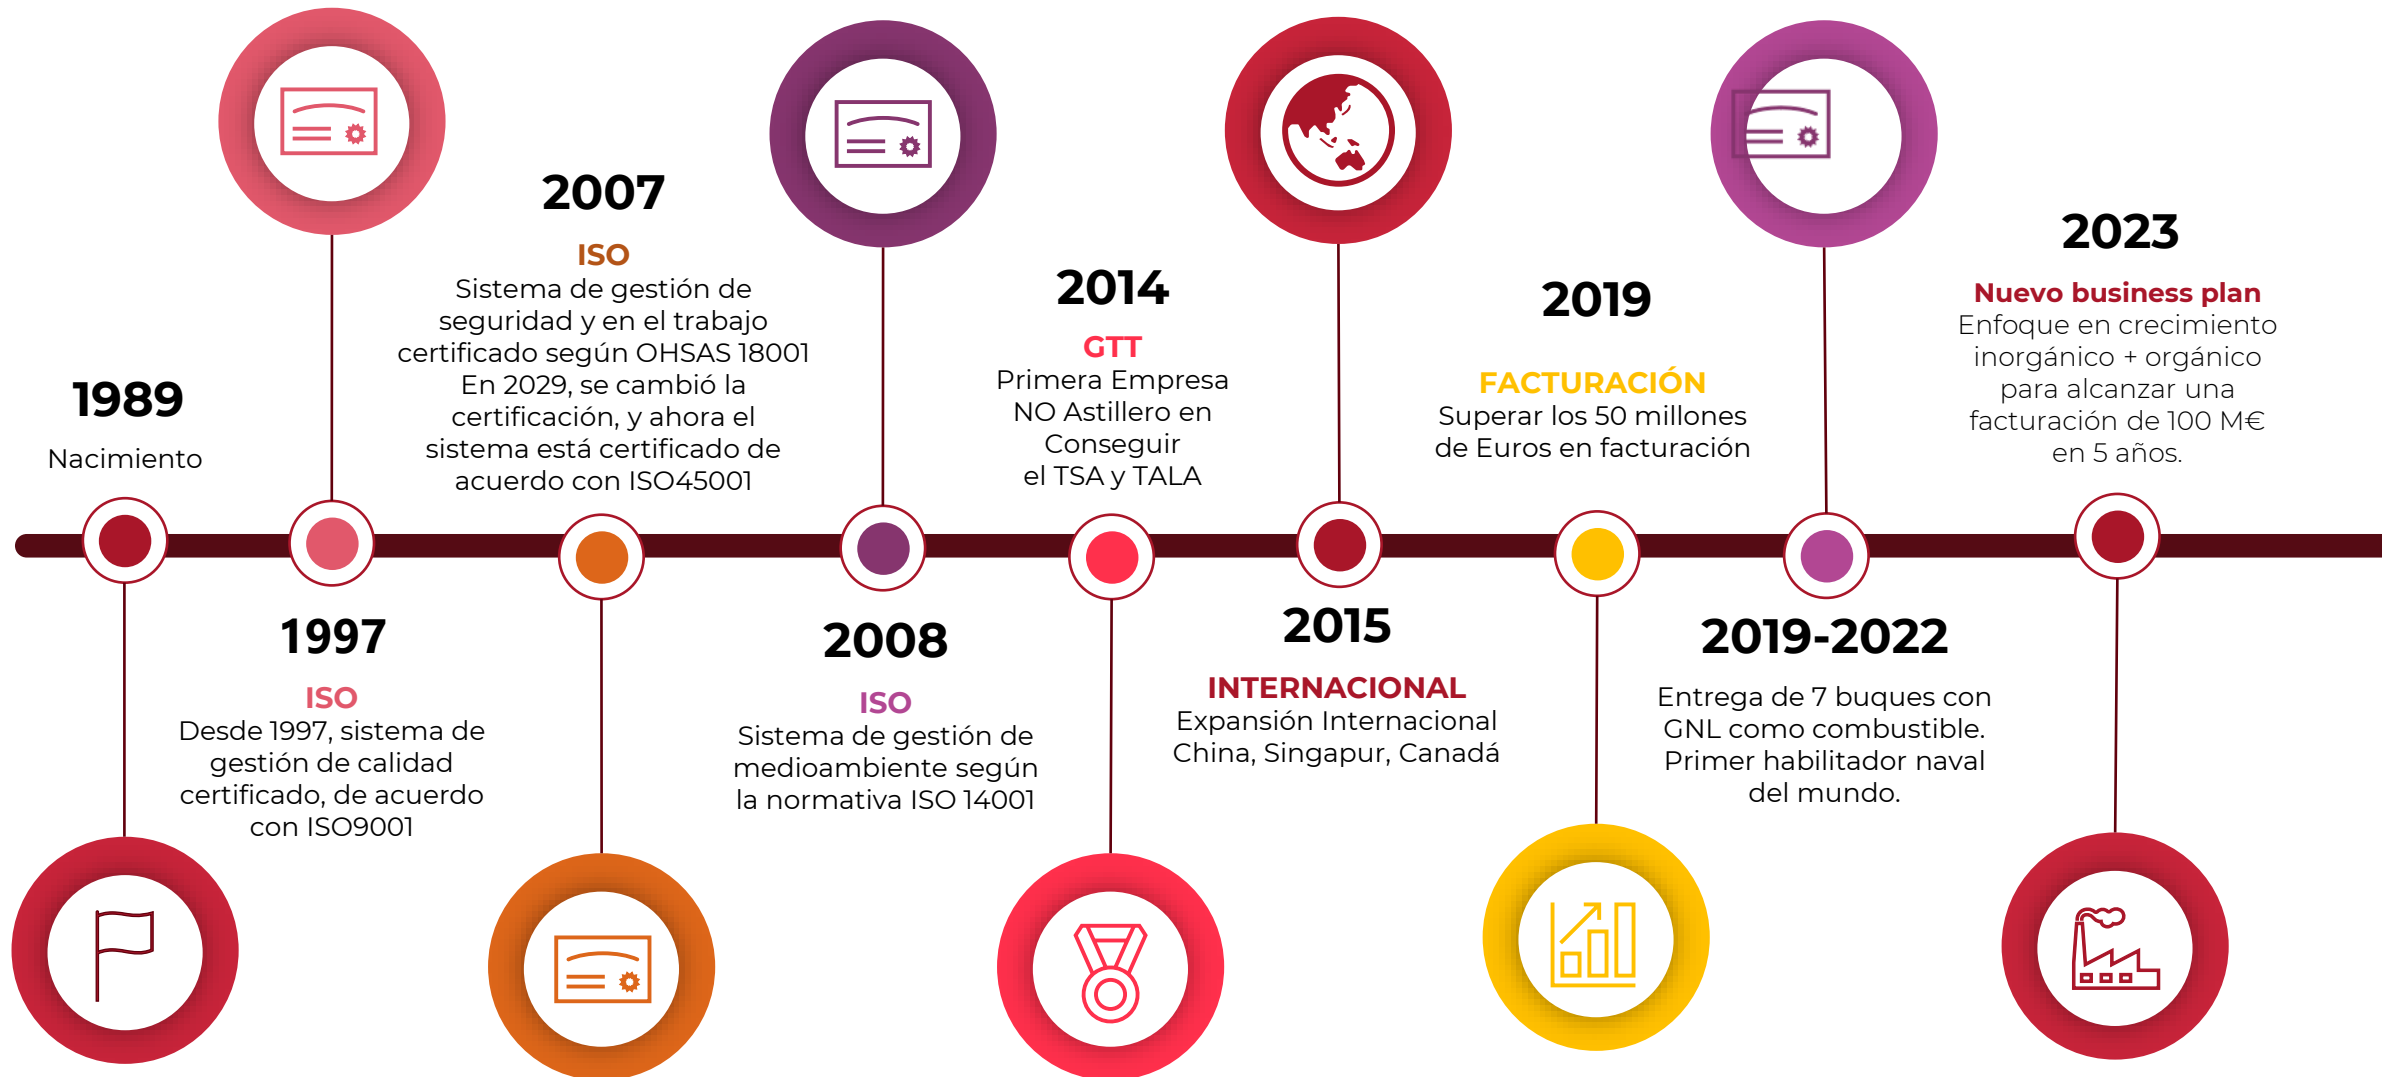 1989
Nacimiento
1997
ISO
Desde 1997, sistema de
gestión de calidad
certificado, de acuerdo
con ISO9001
2007
ISO
Sistema de gestión de
seguridad y en el trabajo
certificado según OHSAS 18001
En 2029, se cambió la
certificación, y ahora el
sistema está certificado de
acuerdo con ISO45001
2008
ISO
Sistema de gestión de
medioambiente según
la normativa ISO 14001
2014
GTT
Primera Empresa
NO Astillero en
Conseguir
el TSA y TALA
2015
INTERNACIONAL
Expansión Internacional
China, Singapur, Canadá
2019
FACTURACIÓN
Superar los 50 millones
de Euros en facturación
2019-2022
Entrega de 7 buques con
GNL como combustible.
Primer habilitador naval
del mundo.
2023
Nuevo business plan
Enfoque en crecimiento
inorgánico + orgánico
para alcanzar una
facturación de 100 M€
en 5 años.